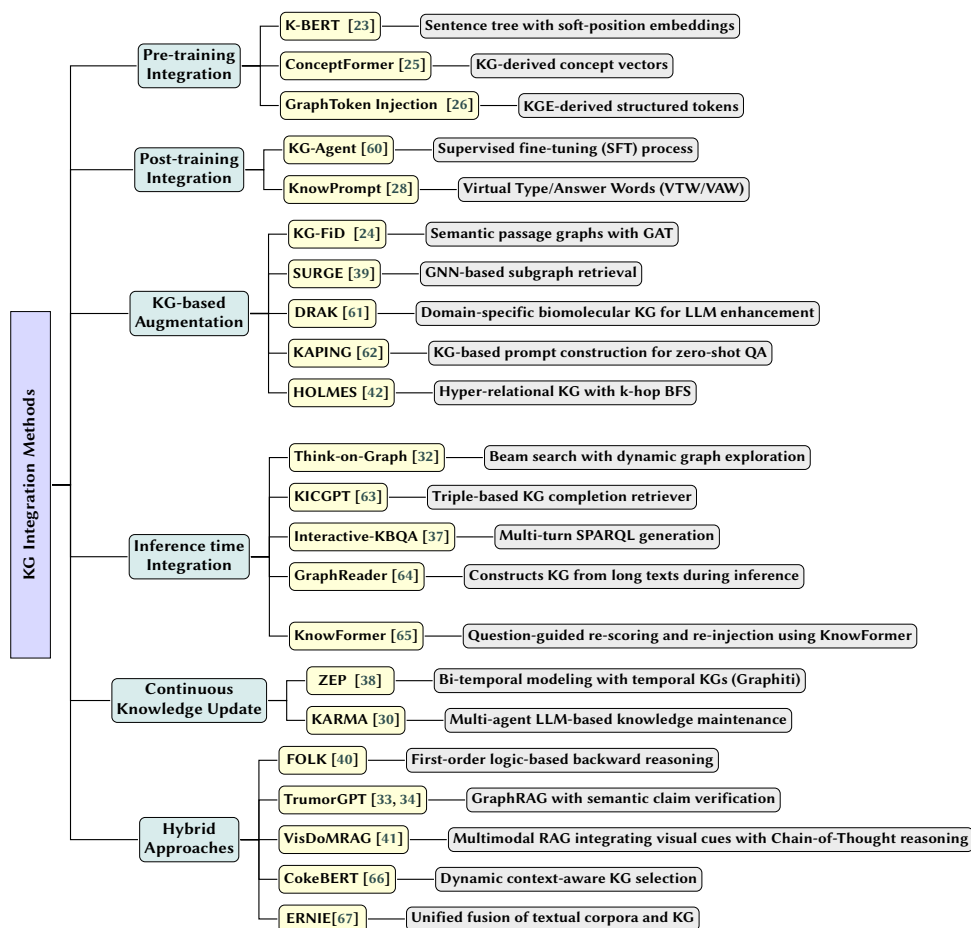 KG Integration Methods
Pre-training
Integration
K-BERT [23]
Sentence tree with soft-position embeddings
ConceptFormer [25]
KG-derived concept vectors
GraphToken Injection [26]
KGE-derived structured tokens
Post-training
Integration
KG-Agent [60]
Supervised fine-tuning (SFT) process
KnowPrompt [28]
Virtual Type/Answer Words (VTW/VAW)
KG-based
Augmentation
KG-FiD [24]
Semantic passage graphs with GAT
SURGE [39]
GNN-based subgraph retrieval
DRAK [61]
Domain-specific biomolecular KG for LLM enhancement
KAPING [62]
KG-based prompt construction for zero-shot QA
HOLMES [42]
Hyper-relational KG with k-hop BFS
Inference time
Integration
Think-on-Graph [32]
Beam search with dynamic graph exploration
KICGPT [63]
Triple-based KG completion retriever
Interactive-KBQA [37]
Multi-turn SPARQL generation
GraphReader [64]
Constructs KG from long texts during inference
KnowFormer [65]
Question-guided re-scoring and re-injection using KnowFormer
Continuous
Knowledge Update
ZEP [38]
Bi-temporal modeling with temporal KGs (Graphiti)
KARMA [30]
Multi-agent LLM-based knowledge maintenance
Hybrid
Approaches
FOLK [40]
First-order logic-based backward reasoning
TrumorGPT [33, 34]
GraphRAG with semantic claim verification
VisDoMRAG [41]
Multimodal RAG integrating visual cues with Chain-of-Thought reasoning
CokeBERT [66]
Dynamic context-aware KG selection
ERNIE[67]
Unified fusion of textual corpora and KG